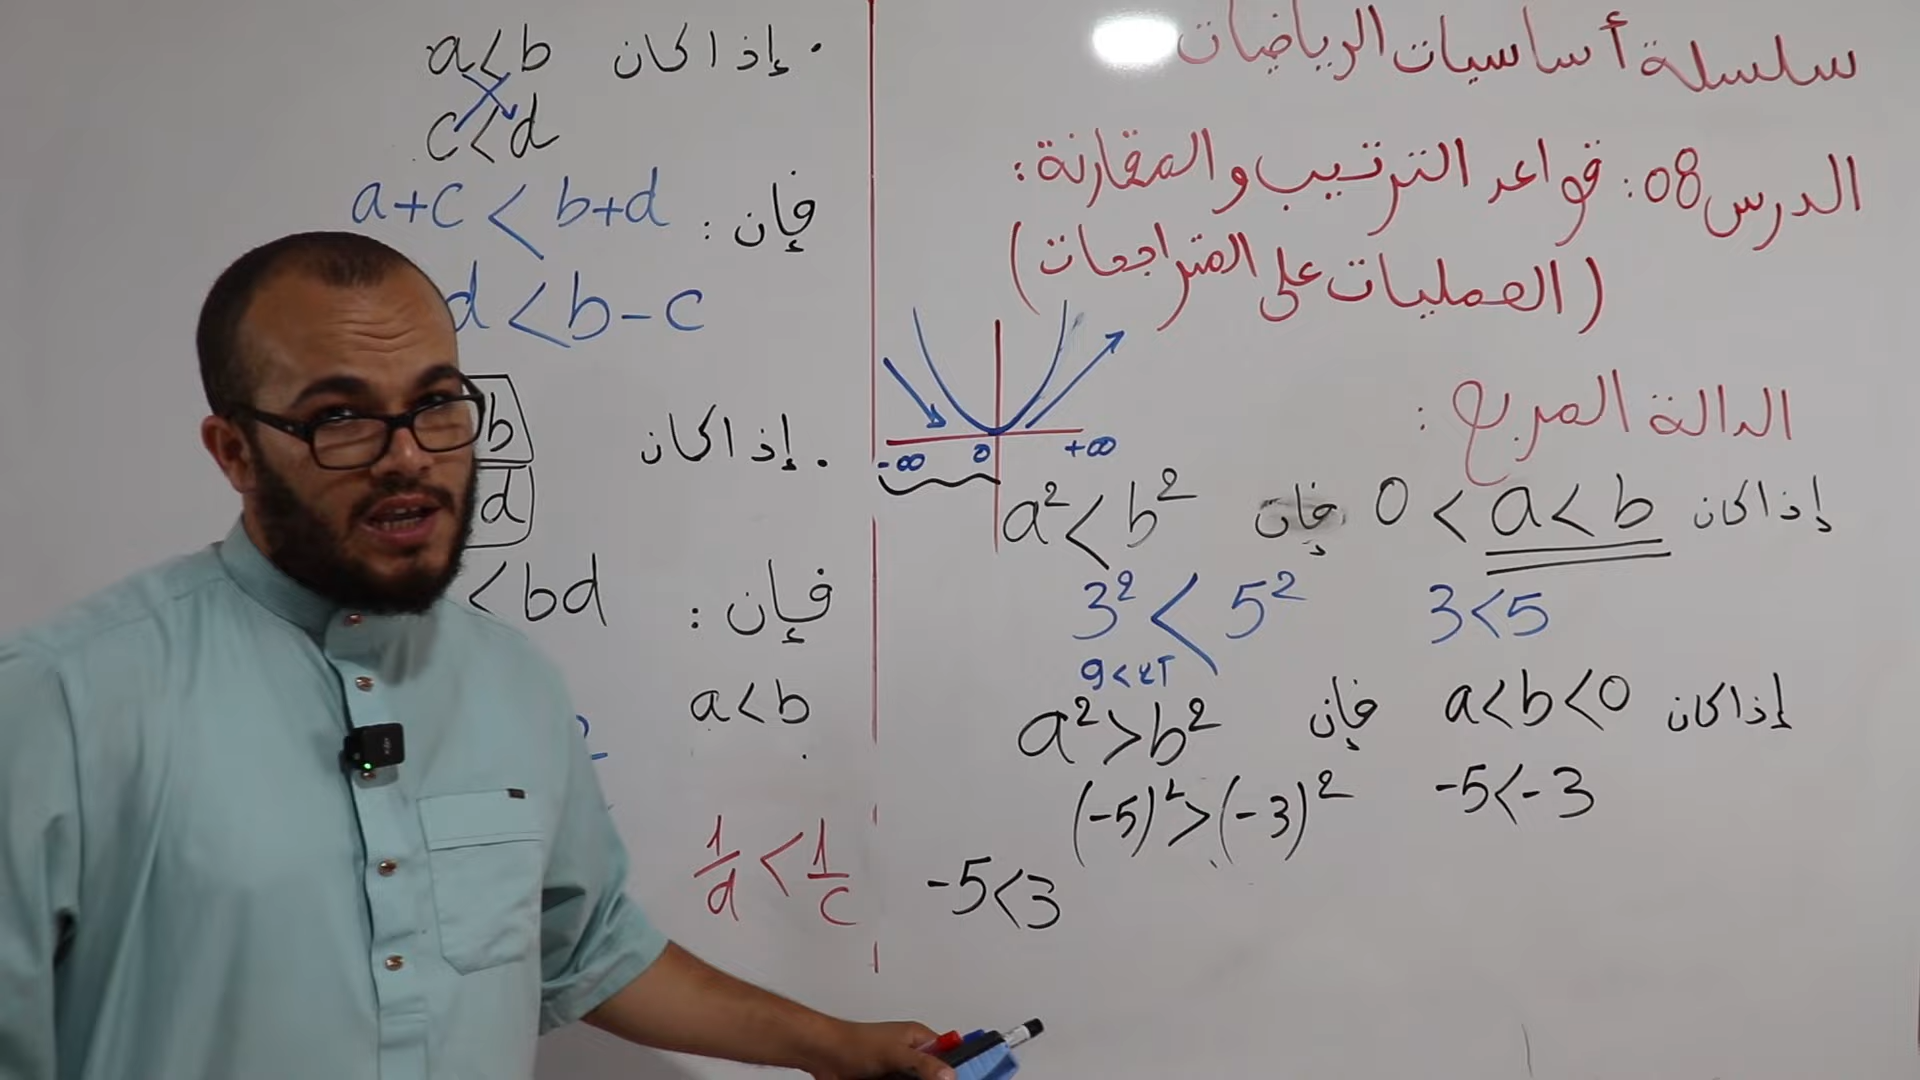 سلسلة أساسيات الرياضيات
الدرس 08: قواعد الترتيب والمقارنة:
(العمليات على المتراجحات)
-∞ 0 +∞
الدالة المربع:
إذا كان 0 < a < b فإن a² < b²
3 < 5 3² < 5²
9 < 25
إذا كان a < b < 0 فإن a² > b²
-5 < -3 (-5)² > (-3)²
-5 < 3
. إذا كان a < b
c < d
فإن: a+c < b+d
d < b-c
. إذا كان b
d
فإن: < bd
a < b
1/d < 1/c